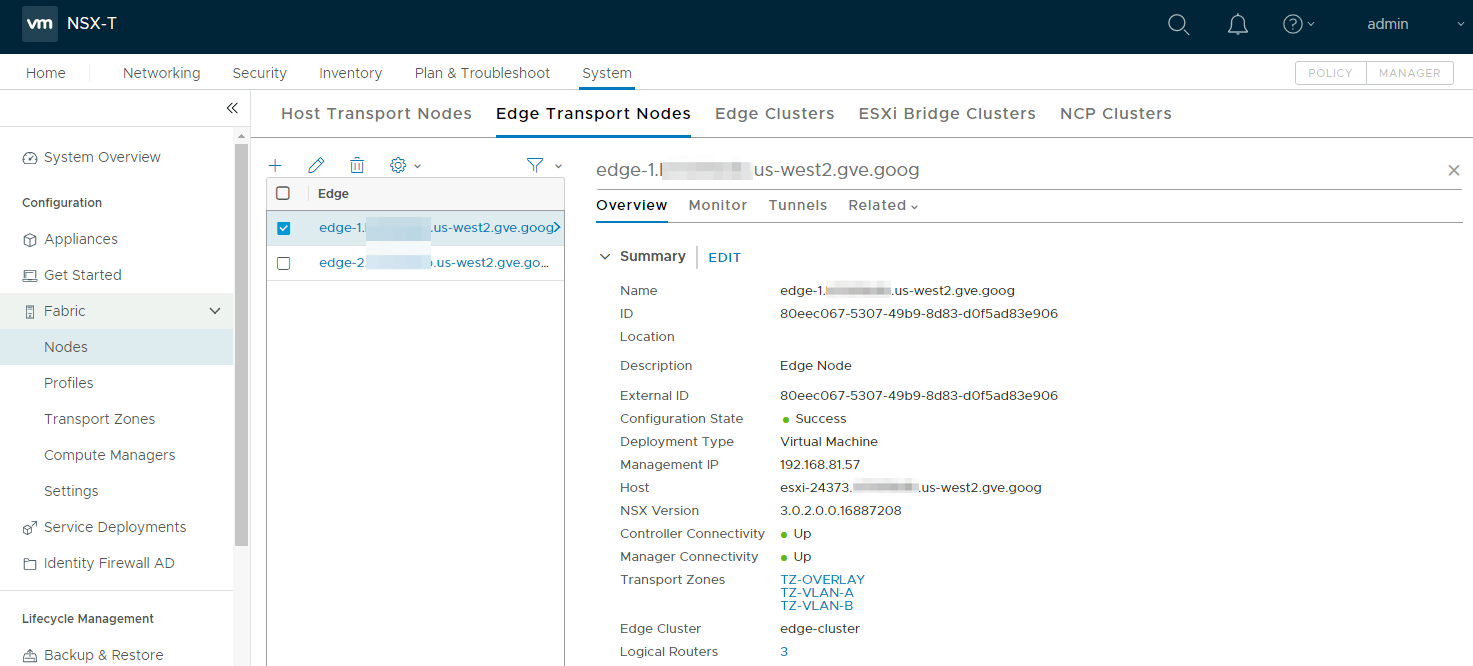 vm NSX-T admin
Home Networking Security Inventory Plan & Troubleshoot System POLICY MANAGER
Host Transport Nodes Edge Transport Nodes Edge Clusters ESXi Bridge Clusters NCP Clusters
System Overview
Configuration
Appliances
Get Started
Fabric
Nodes
Profiles
Transport Zones
Compute Managers
Settings
Service Deployments
Identity Firewall AD
Lifecycle Management
Backup & Restore
Edge
edge-1. .us-west2.gve.goog
edge-2 .us-west2.gve.go...
edge-1. us-west2.gve.goog
Overview Monitor Tunnels Related
Summary EDIT
Name edge-1. .us-west2.gve.goog
ID 80eec067-5307-49b9-8d83-d0f5ad83e906
Location
Description Edge Node
External ID 80eec067-5307-49b9-8d83-d0f5ad83e906
Configuration State Success
Deployment Type Virtual Machine
Management IP 192.168.81.57
Host esxi-24373. .us-west2.gve.goog
NSX Version 3.0.2.0.0.16887208
Controller Connectivity Up
Manager Connectivity Up
Transport Zones TZ-OVERLAY
TZ-VLAN-A
TZ-VLAN-B
Edge Cluster edge-cluster
Logical Routers 3